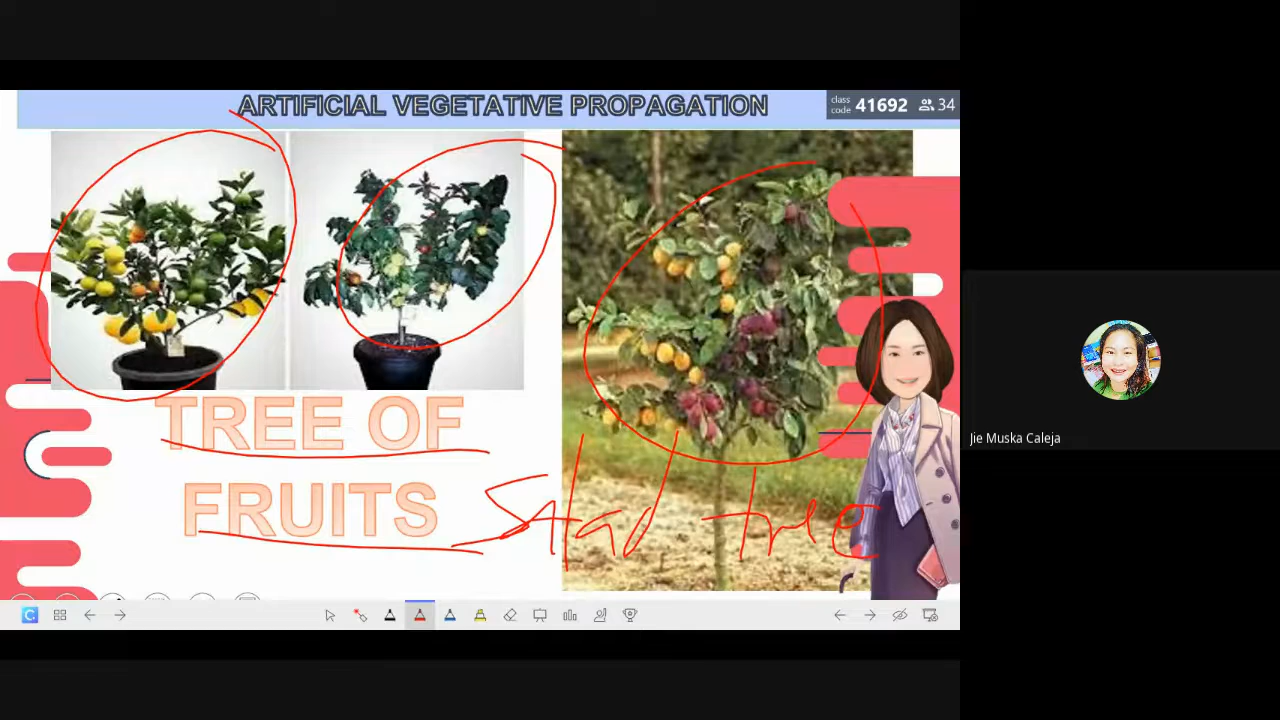 ARTIFICIAL VEGETATIVE PROPAGATION
class code 41692 34
TREE OF
FRUITS
Salad tree
Jie Muska Caleja